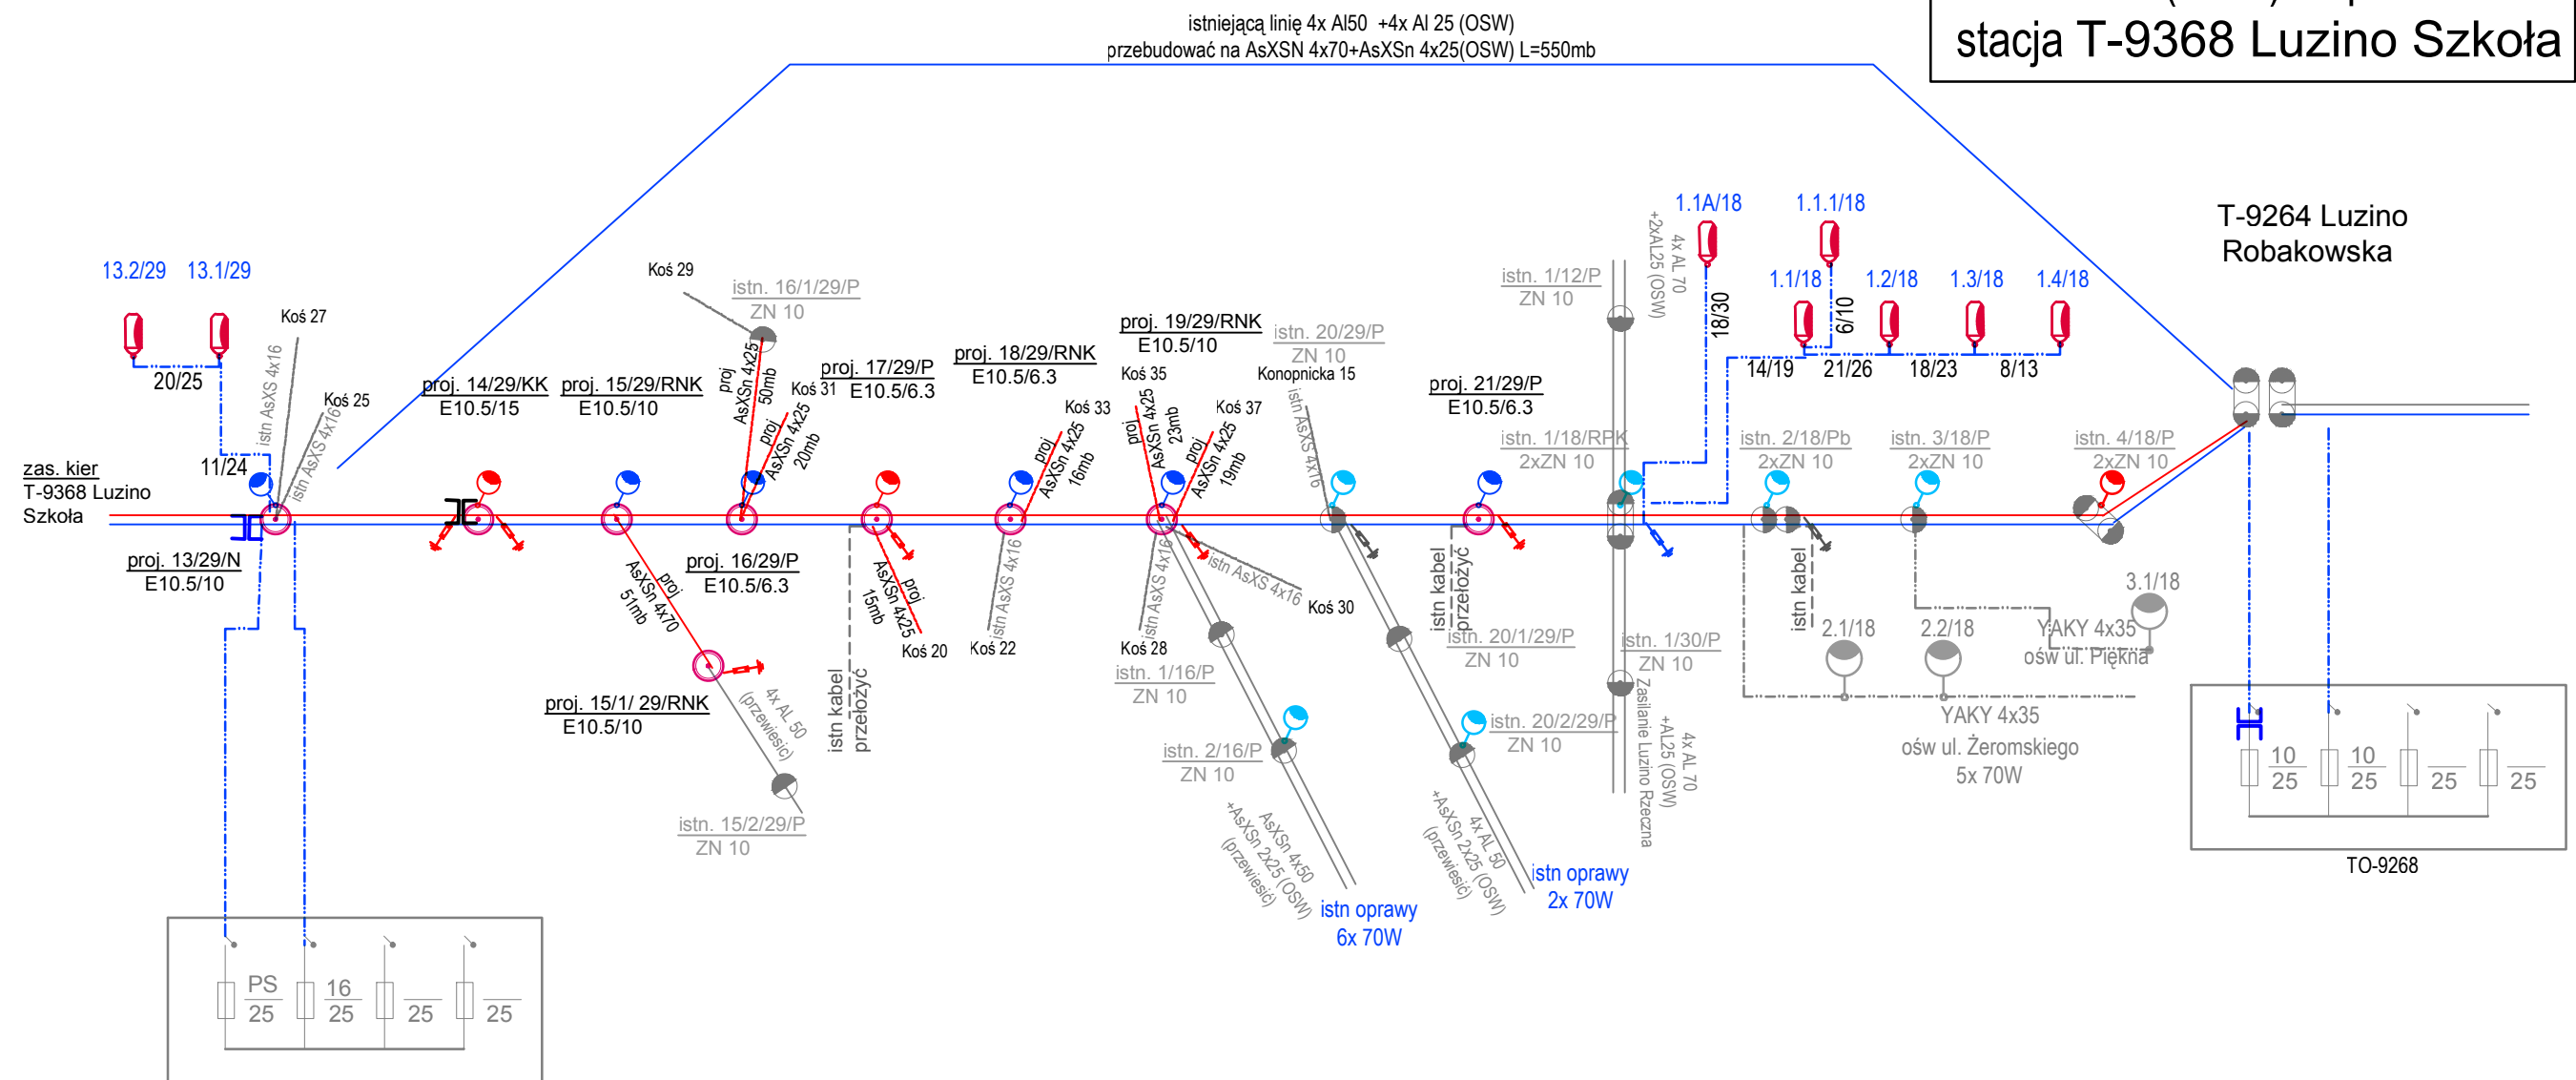 istniejącą linię 4x Al50 +4x Al 25 (OSW)
przebudować na AsXSN 4x70+AsXSn 4x25(OSW) L=550mb
stacja T-9368 Luzino Szkoła
T-9264 Luzino
Robakowska
13.2/29
13.1/29
20/25
11/24
Koś 27
istn AsXS 4x16
Koś 25
istn AsXS 4x16
zas. kier
T-9368 Luzino
Szkoła
proj. 13/29/N
E10.5/10
proj. 14/29/KK
E10.5/15
proj. 15/29/RNK
E10.5/10
Koś 29
istn. 16/1/29/P
ZN 10
proj
AsXSn 4x25
50mb
Koś 31
proj
AsXSn 4x25
20mb
proj. 17/29/P
E10.5/6.3
proj. 16/29/P
E10.5/6.3
proj
AsXSn 4x70
51mb
proj. 15/1/ 29/RNK
E10.5/10
4x AL 50
(przewiesic)
istn. 15/2/29/P
ZN 10
istn kabel
przełożyć
proj
AsXSn 4x25
15mb
Koś 20
proj. 18/29/RNK
E10.5/6.3
Koś 33
proj
AsXSn 4x25
16mb
Koś 22
istn AsXS 4x16
proj. 19/29/RNK
E10.5/10
Koś 35
proj
AsXSn 4x25
23mb
Koś 37
proj
AsXSn 4x25
19mb
Koś 28
istn AsXS 4x16
istn AsXS 4x16
Koś 30
istn. 1/16/P
ZN 10
istn. 2/16/P
ZN 10
AsXSn 4x50
+AsXSn 2x25 (OSW)
(przewiesić)
istn oprawy
6x 70W
istn. 20/29/P
ZN 10
Konopnicka 15
istn AsXS 4x16
proj. 21/29/P
E10.5/6.3
istn kabel
przełożyć
istn. 20/1/29/P
ZN 10
istn. 20/2/29/P
ZN 10
4x AL 50
+AsXSn 2x25 (OSW)
(przewiesić)
istn oprawy
2x 70W
istn. 1/12/P
ZN 10
4x AL 70
+2xAL25 (OSW)
istn. 1/18/RPK
2xZN 10
istn. 1/30/P
ZN 10
4x AL 70
+AL25 (OSW)
Zasilanie Luzino Rzeczna
1.1A/18
1.1.1/18
18/30
6/10
1.1/18
1.2/18
1.3/18
1.4/18
14/19
21/26
18/23
8/13
istn. 2/18/Pb
2xZN 10
istn. 3/18/P
2xZN 10
istn. 4/18/P
2xZN 10
istn kabel
2.1/18
2.2/18
3.1/18
YAKY 4x35
ośw ul. Piękna
YAKY 4x35
ośw ul. Żeromskiego
5x 70W
10
25
10
25
25
25
TO-9268
PS
25
16
25
25
25